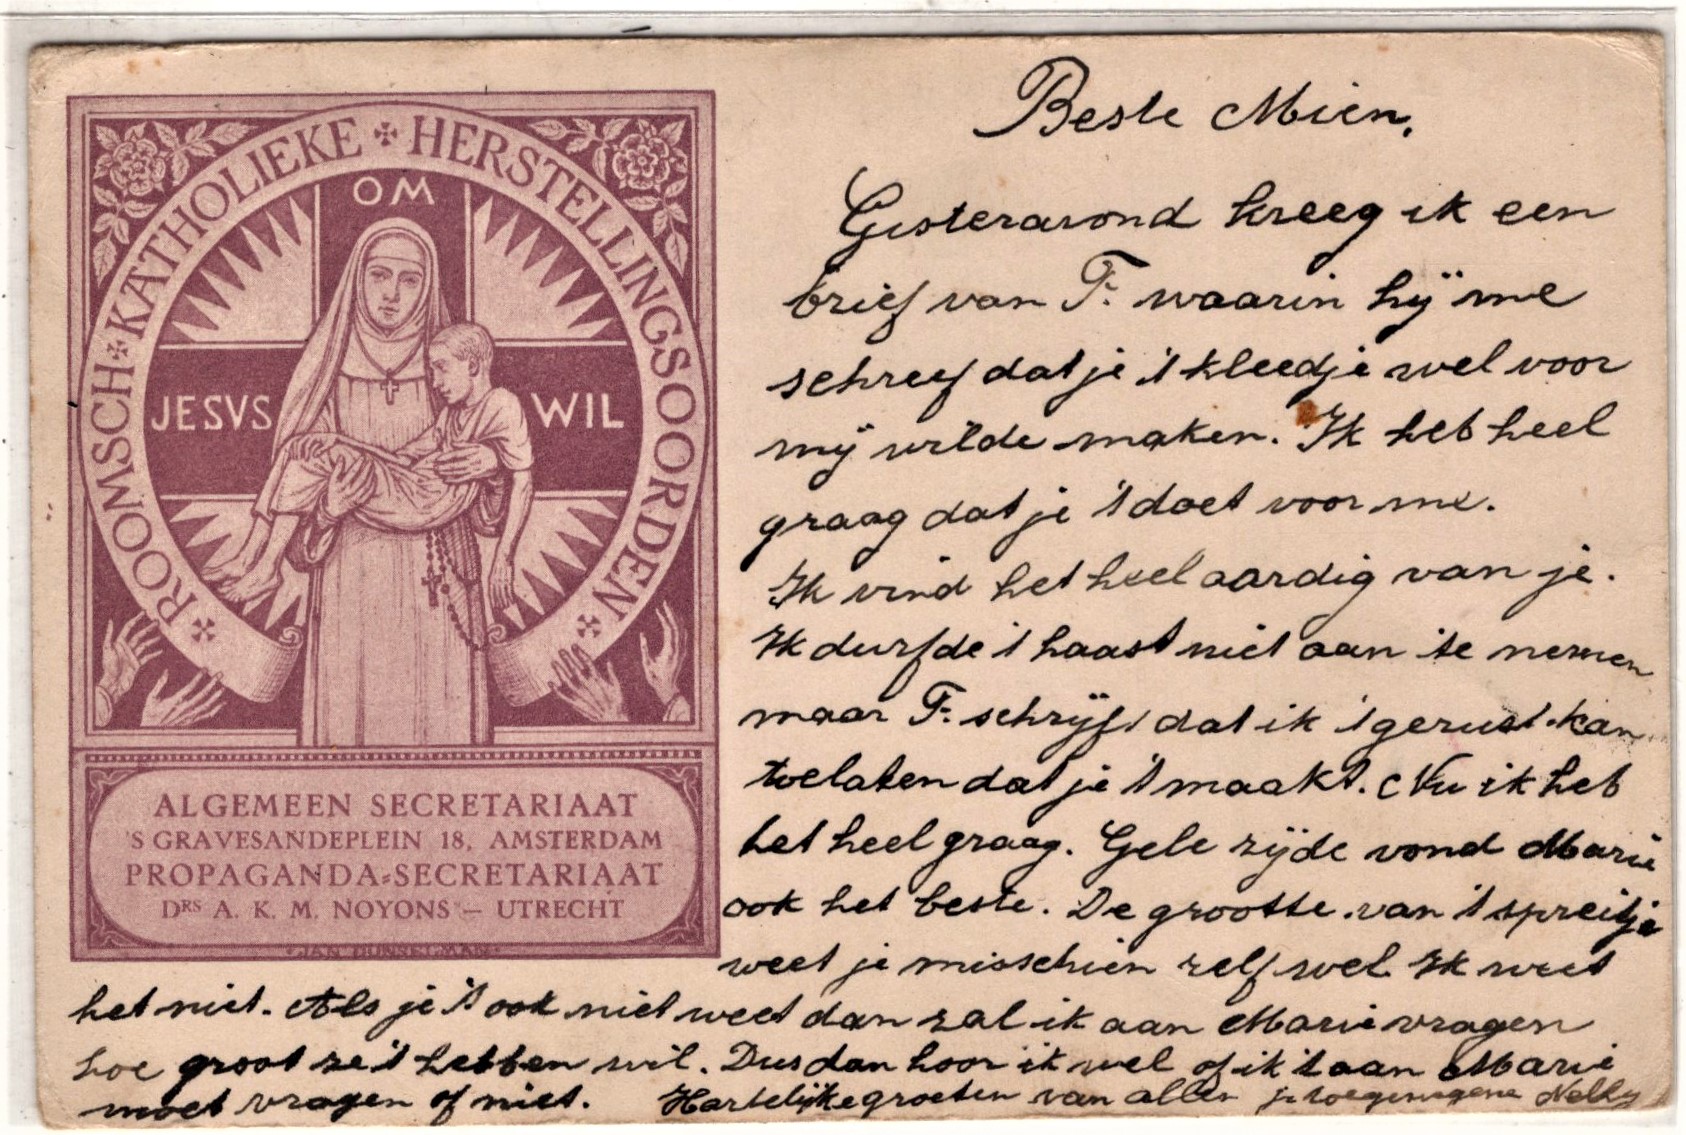 ROOMSCH KATHOLIEKE HERSTELLINGSOORDEN
OM
JESVS WIL
ALGEMEEN SECRETARIAAT
'S GRAVESANDEPLEIN 18, AMSTERDAM
PROPAGANDA=SECRETARIAAT
DRS A. K. M. NOYONS – UTRECHT
JAN DUNSELMAN
Beste Mien,
Gisteravond kreeg ik een
brief van F. waarin hij me
schreef dat je 't kleedje wel voor
mij wilde maken. Ik heb heel
graag dat je 't doet voor me.
Ik vind het heel aardig van je.
Ik durfde 't haast niet aan te nemen
maar F. schrijft dat ik 't gerust kan
toelaten dat je 't maakt. Nu ik heb
het heel graag. Gele zijde vond Marie
ook het beste. De grootte van 't spreitje
weet je misschien zelf wel Ik weet
het niet. Als je 't ook niet weet dan zal ik aan Marie vragen
hoe groot ze 't hebben wil. Dus dan hoor ik wel of ik 't aan Marie
moet vragen of niet. Hartelijke groeten van allen je toegenegene Nelly